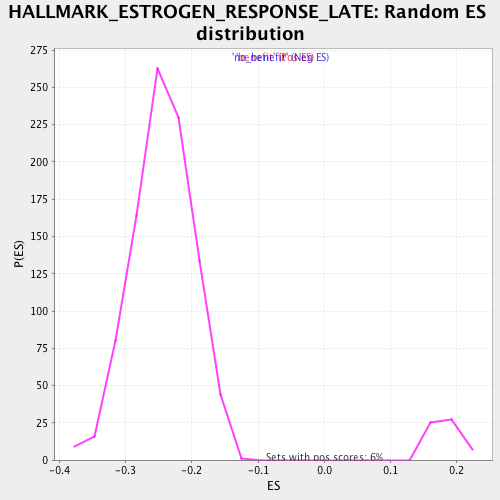 HALLMARK_ESTROGEN_RESPONSE_LATE: Random ES
distribution
275
250
225
200
175
150
125
100
75
50
25
0
P(ES)
Sets with pos scores: 6%
-0.4 -0.3 -0.2 -0.1 0.0 0.1 0.2
ES